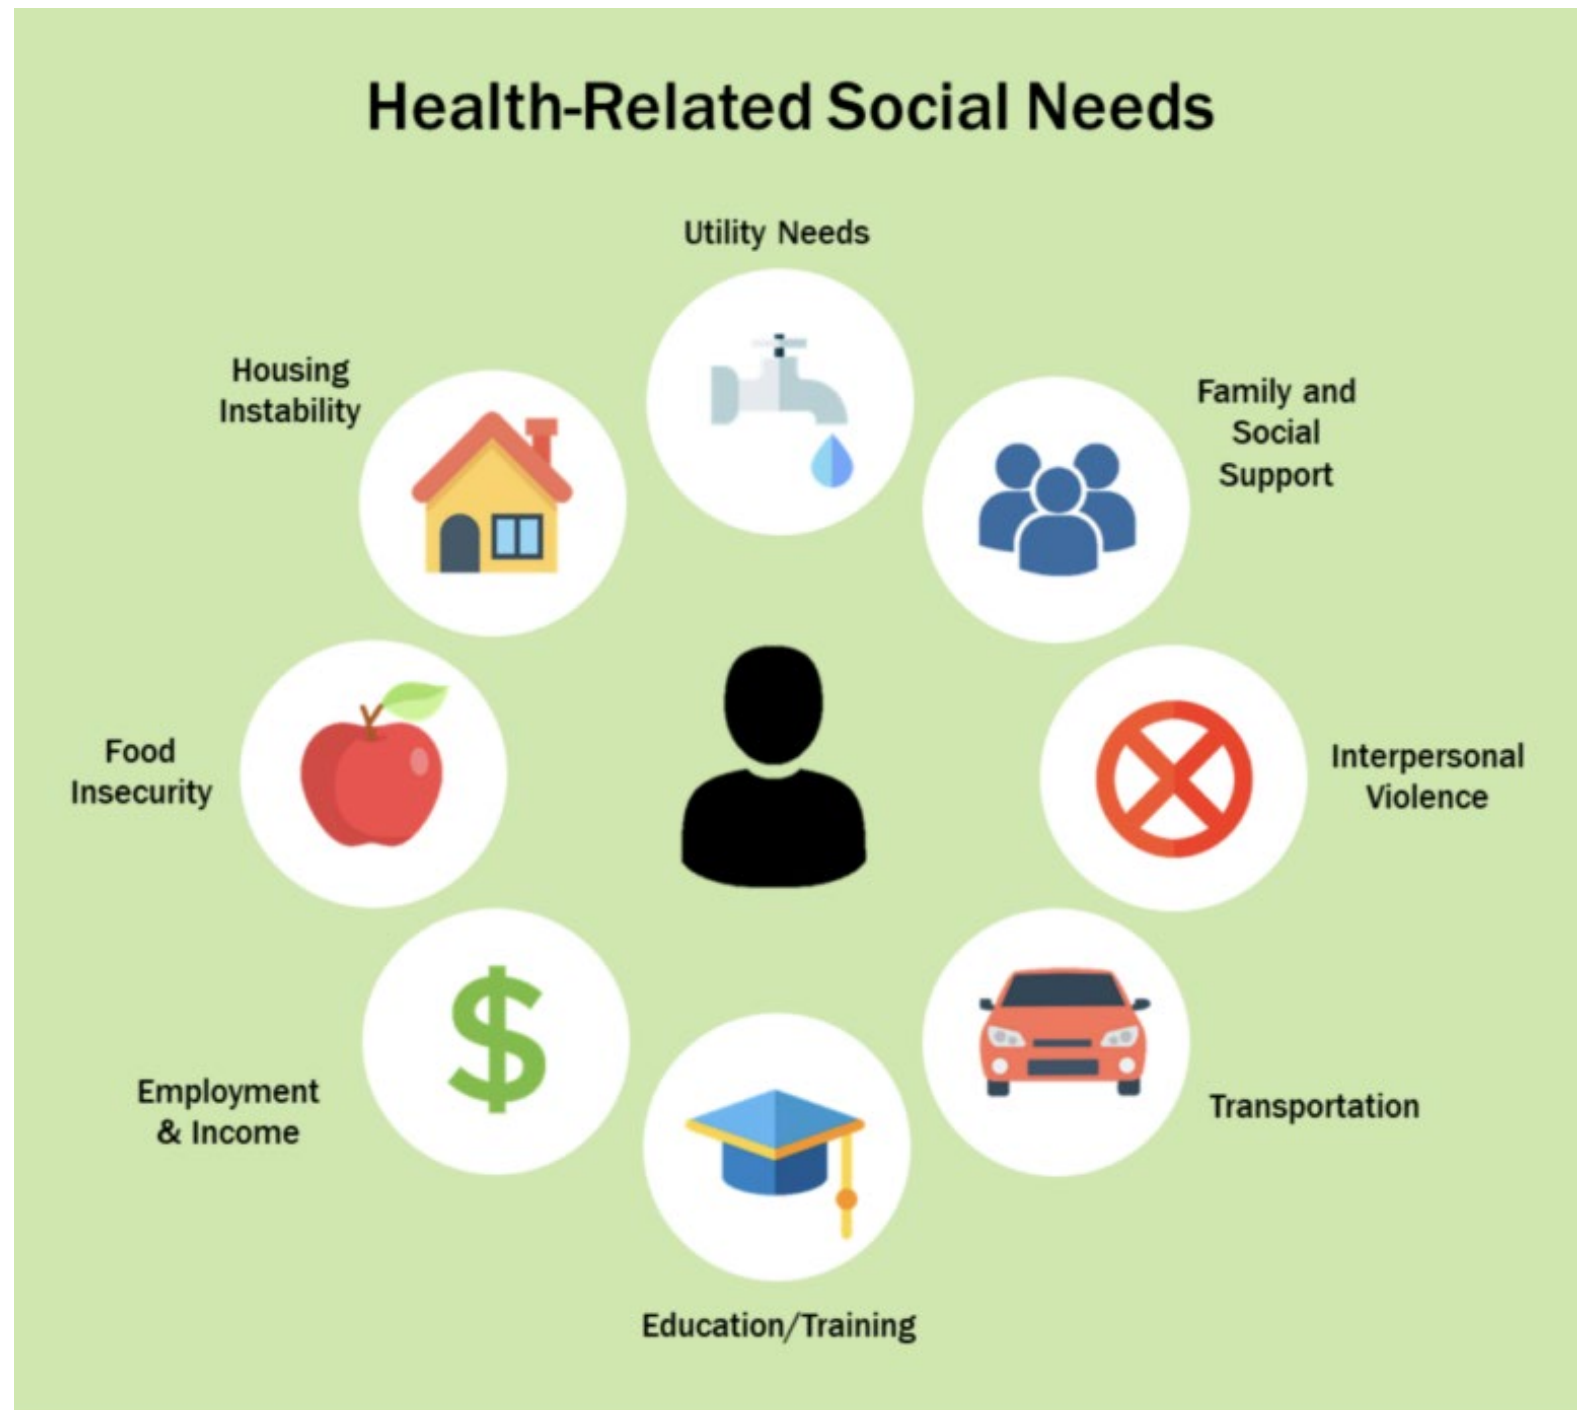 Health-Related Social Needs
Utility Needs
Housing
Instability
Family and
Social
Support
Food
Insecurity
Interpersonal
Violence
Employment
& Income
Transportation
Education/Training